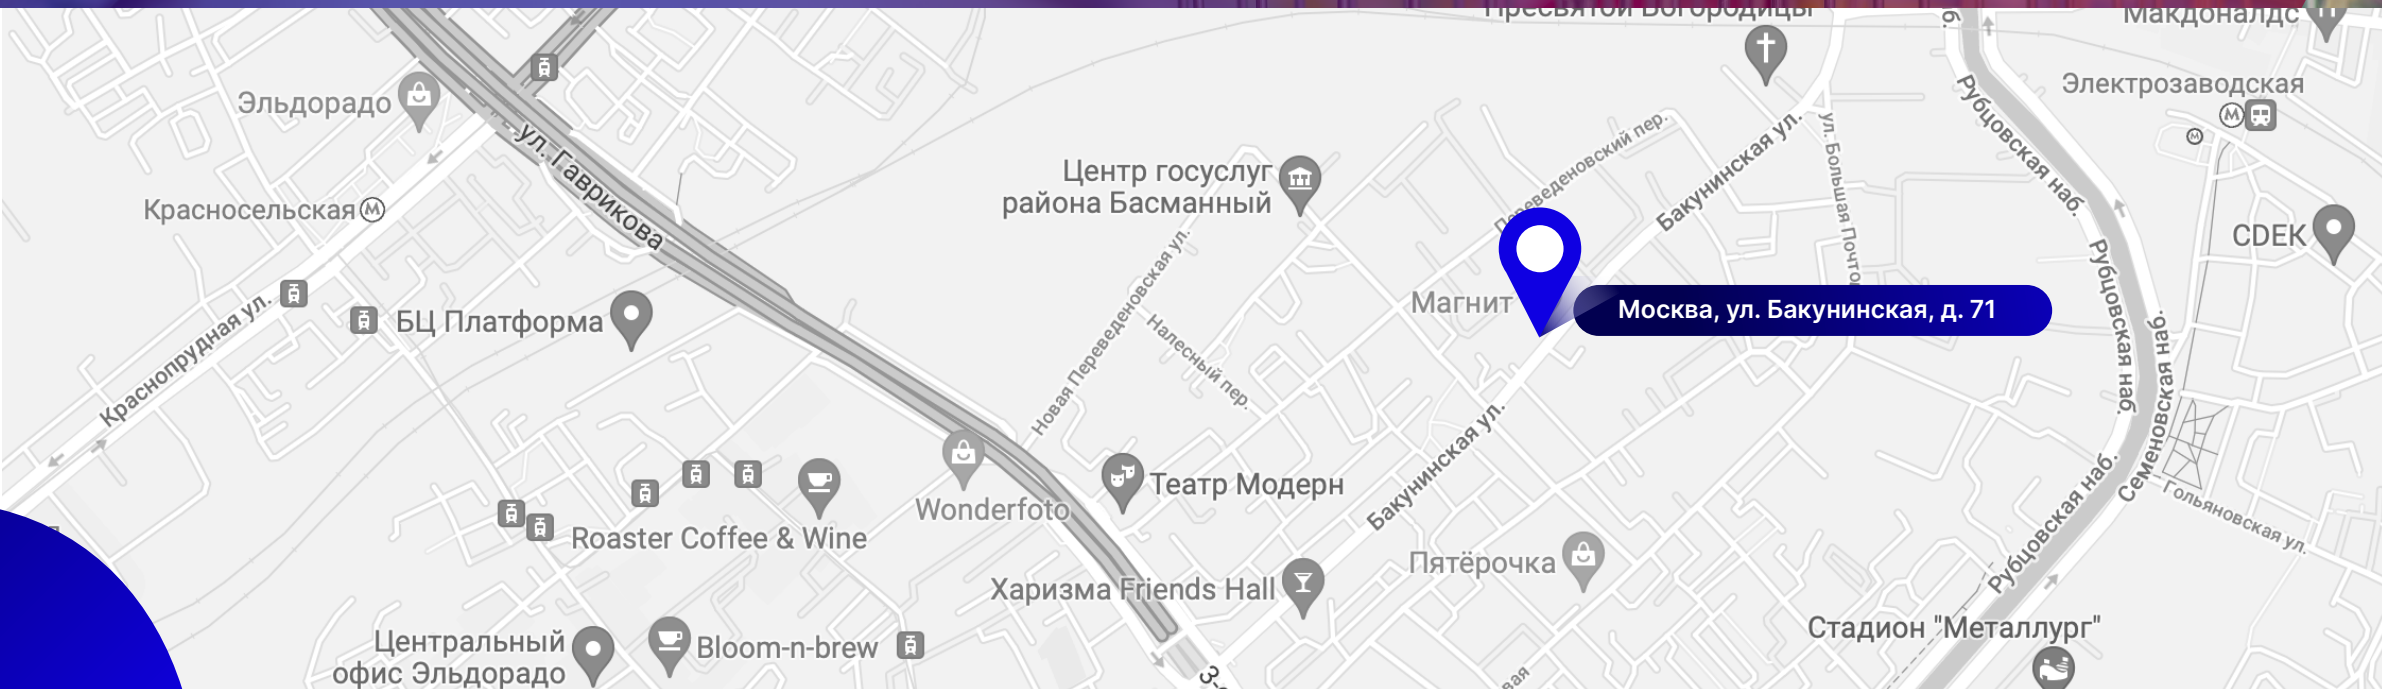 Пресвятой Богородицы
Макдоналдс
Эльдорадо
Электрозаводская
ул. Гаврикова
Рубцовская наб.
Переведеновский пер.
Бакунинская ул.
ул. Большая
Центр госуслуг
района Басманный
Красносельская
CDEK
Новая Переведеновская ул.
Рубцовская наб.
Магнит
Москва, ул. Бакунинская, д. 71
БЦ Платформа
Краснопрудная ул.
Налесный пер.
Семёновская наб.
Бакунинская ул.
Театр Модерн
Wonderfoto
Roaster Coffee & Wine
Гольяновская ул.
Рубцовская наб.
Пятёрочка
Харизма Friends Hall
Стадион "Металлург"
Центральный
офис Эльдорадо
Bloom-n-brew